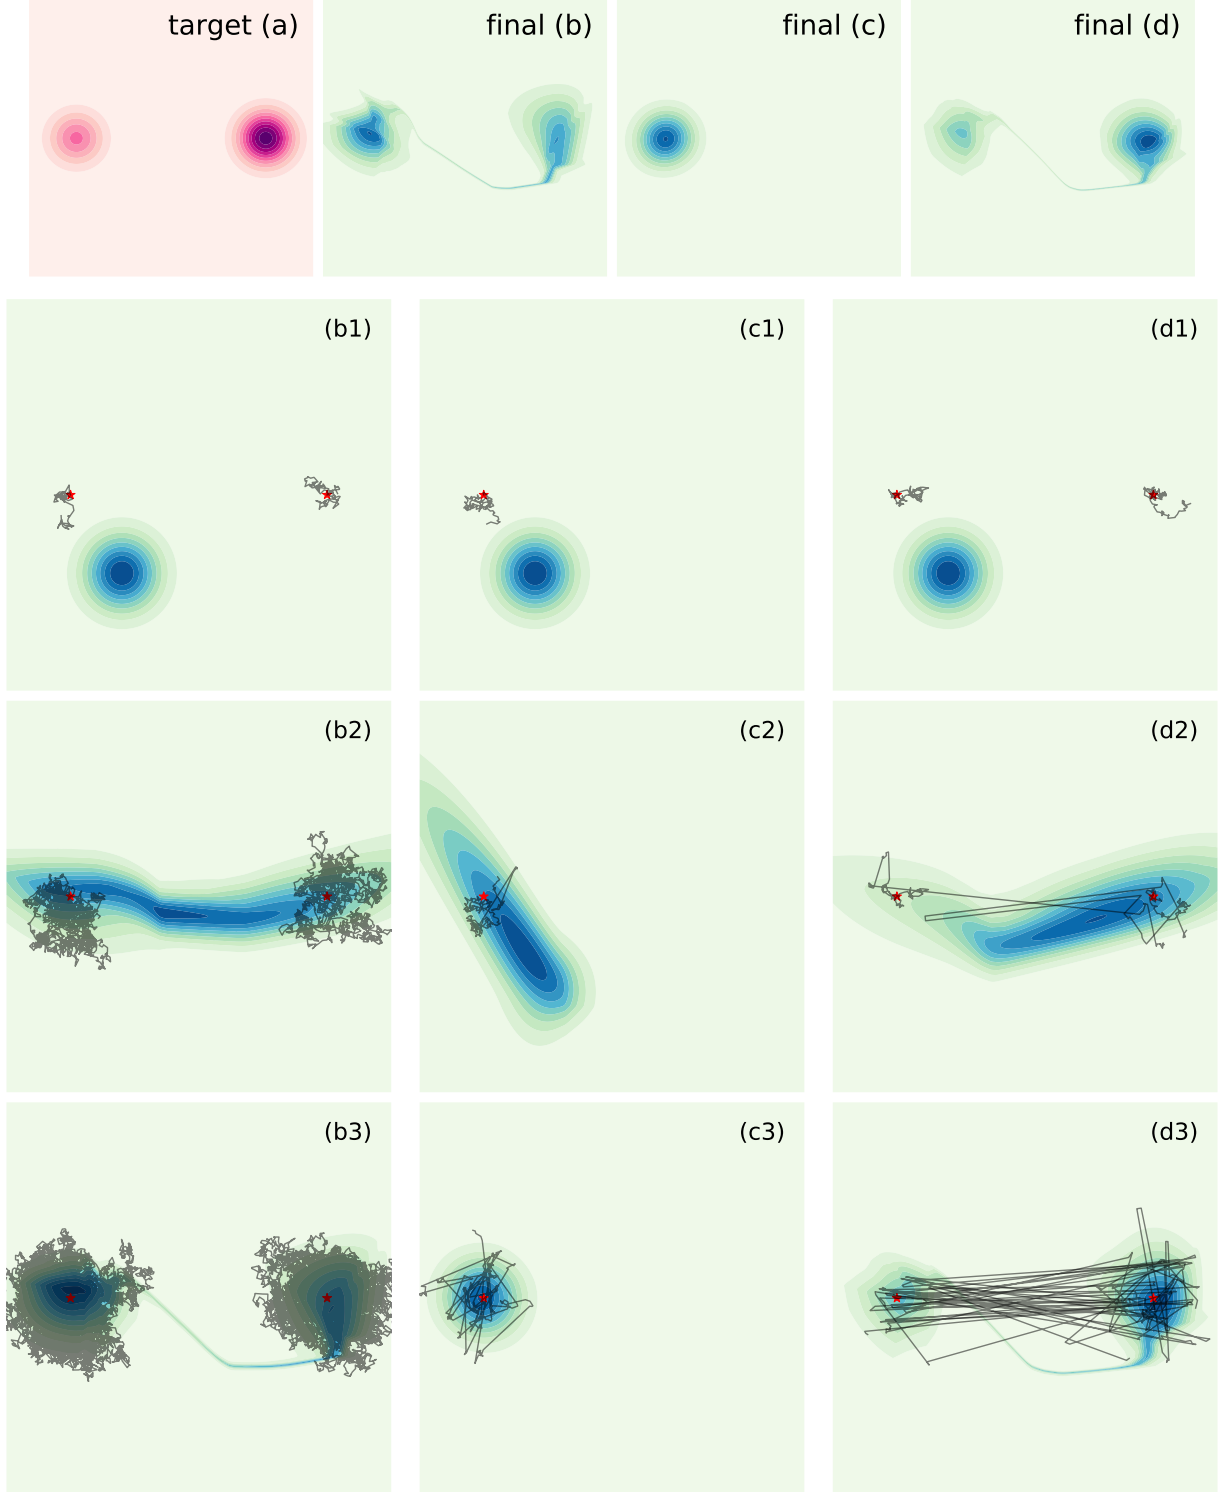 target (a)
final (b)
final (c)
final (d)
(b1)
(c1)
(d1)
(b2)
(c2)
(d2)
(b3)
(c3)
(d3)